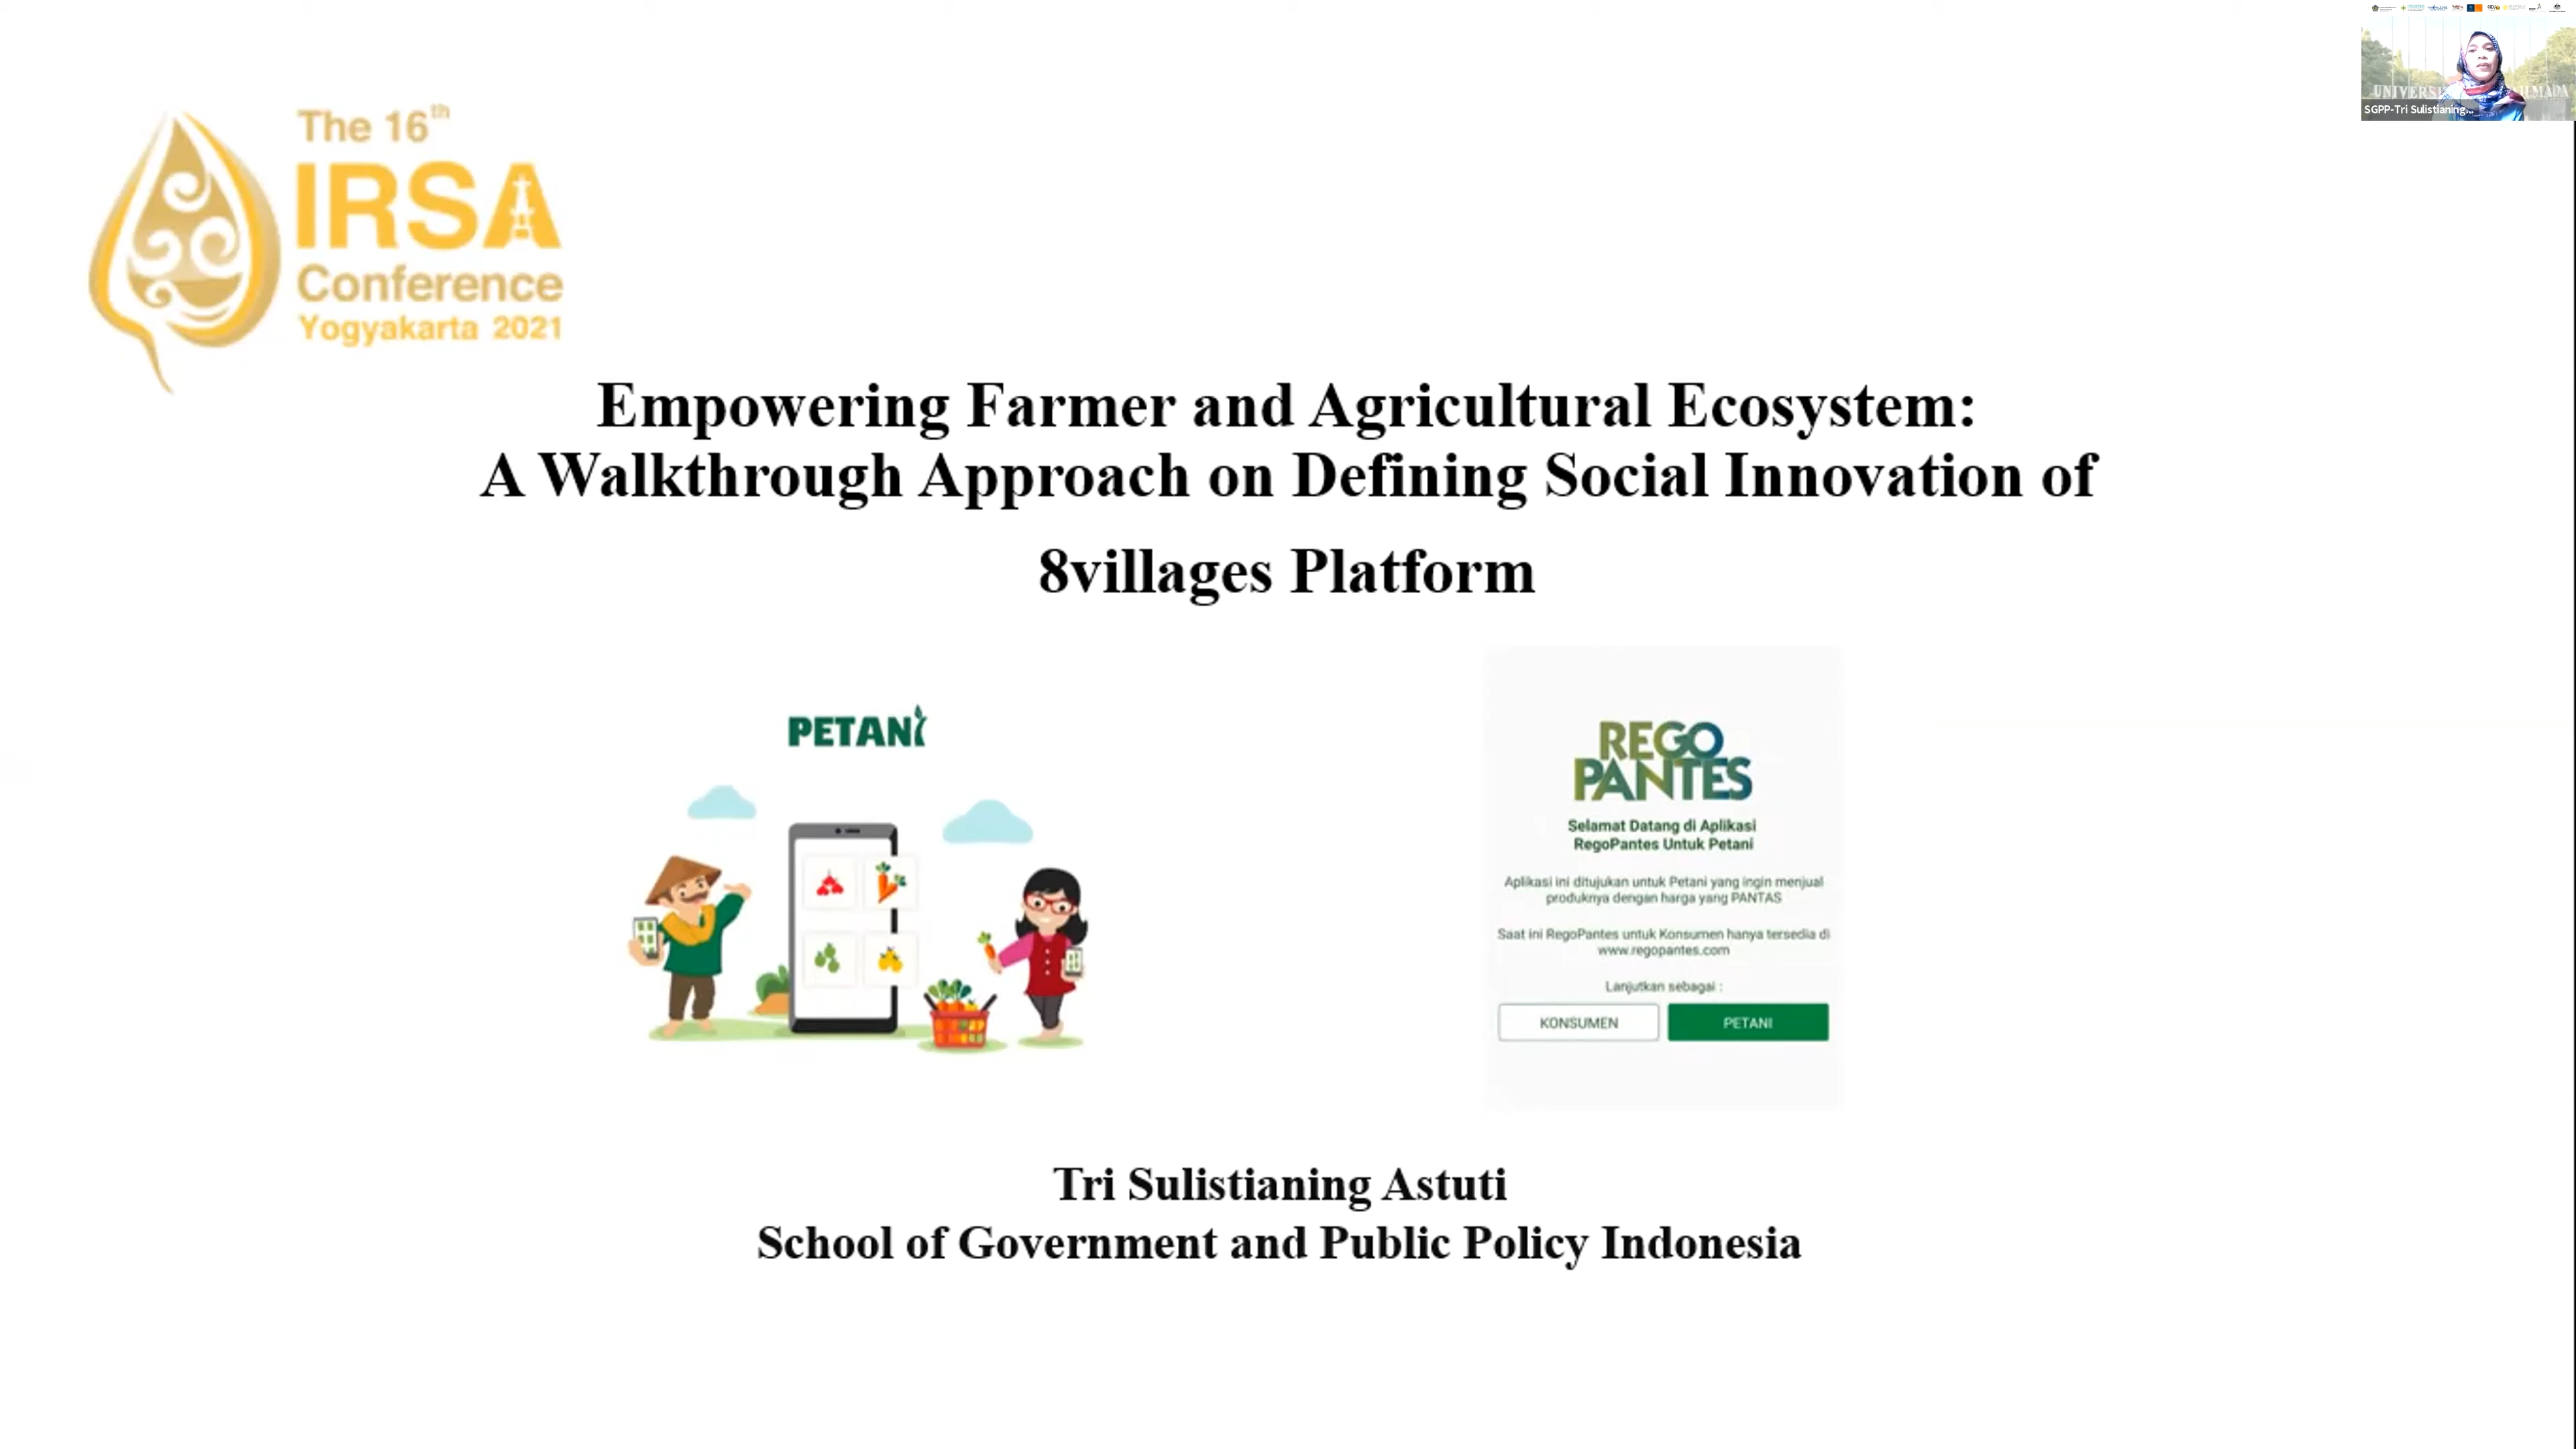 SGPP-Tri Sulistianing...
The 16th
IRSA
Conference
Yogyakarta 2021
Empowering Farmer and Agricultural Ecosystem:
A Walkthrough Approach on Defining Social Innovation of
8villages Platform
PETANI
REGO
PANTES
Selamat Datang di Aplikasi
RegoPantes Untuk Petani
Aplikasi ini ditujukan untuk Petani yang ingin menjual
produknya dengan harga yang PANTAS
Saat ini RegoPantes untuk Konsumen hanya tersedia di
www.regopantes.com
Lanjutkan sebagai :
KONSUMEN
PETANI
Tri Sulistianing Astuti
School of Government and Public Policy Indonesia